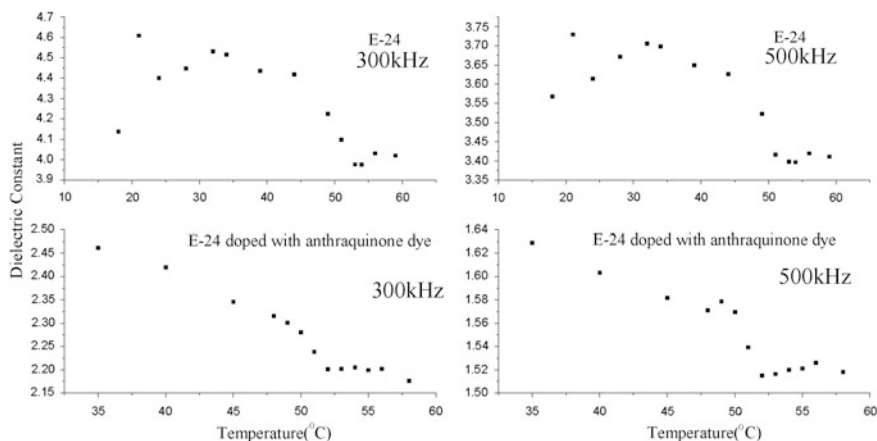 E-24
300kHz
4.7
4.6
4.5
4.4
4.3
4.2
4.1
4.0
3.9
10 20 30 40 50 60 70
E-24
500kHz
3.75
3.70
3.65
3.60
3.55
3.50
3.45
3.40
3.35
10 20 30 40 50 60 70
Dielectric Constant
E-24 doped with anthraquinone dye
300kHz
2.50
2.45
2.40
2.35
2.30
2.25
2.20
2.15
35 40 45 50 55 60
Temperature(°C)
E-24 doped with anthraquinone dye
500kHz
1.64
1.62
1.60
1.58
1.56
1.54
1.52
1.50
35 40 45 50 55 60
Temperature(°C)